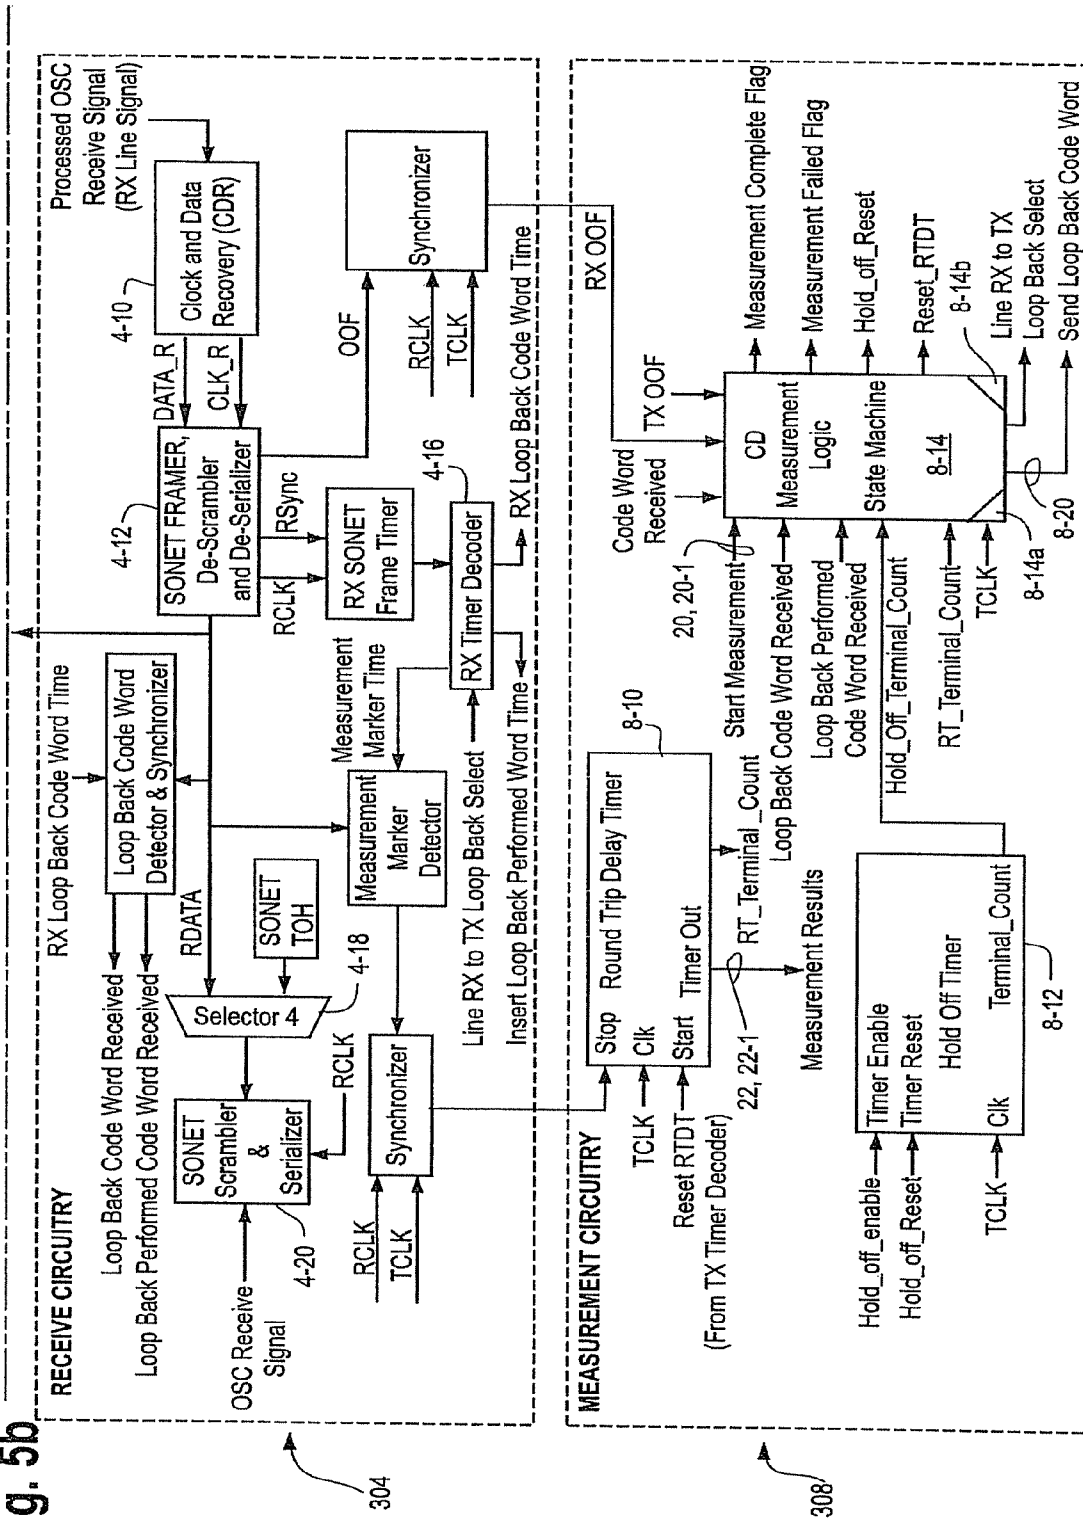 g. 5b
RECEIVE CIRCUITRY
304
Processed OSC
Receive Signal
(RX Line Signal)
Clock and Data
Recovery (CDR)
4-10
DATA_R
CLK_R
SONET FRAMER,
De-Scrambler
and De-Serializer
4-12
OOF
Synchronizer
RCLK
TCLK
RX OOF
RCLK
RSync
RX SONET
Frame Timer
4-16
RX Timer Decoder
RX Loop Back Code Word Time
Measurement
Marker Time
Line RX to TX Loop Back Select
Insert Loop Back Performed Word Time
RX Loop Back Code Word Time
Loop Back Code Word
Detector & Synchronizer
Loop Back Code Word Received
Loop Back Performed Code Word Received
RDATA
SONET
TOH
Selector 4
4-18
Measurement
Marker
Detector
SONET
Scrambler
&
Serializer
4-20
RCLK
OSC Receive
Signal
Synchronizer
RCLK
TCLK
MEASUREMENT CIRCUITRY
308
Stop Round Trip Delay Timer
Clk
Start Timer Out
8-10
TCLK
Reset RTDT
(From TX Timer Decoder)
22, 22-1
RT_Terminal_Count
Measurement Results
Hold_off_enable
Hold_off_Reset
TCLK
Timer Enable
Timer Reset
Hold Off Timer
Clk Terminal_Count
8-12
Code Word
Received
TX OOF
20, 20-1
Start Measurement
Loop Back Code Word Received
Loop Back Performed
Code Word Received
Hold_Off_Terminal_Count
RT_Terminal_Count
TCLK
8-14a
CD
Measurement
Logic
State Machine
8-14
8-14b
Measurement Complete Flag
Measurement Failed Flag
Hold_off_Reset
Reset_RTDT
Line RX to TX
Loop Back Select
Send Loop Back Code Word
8-20